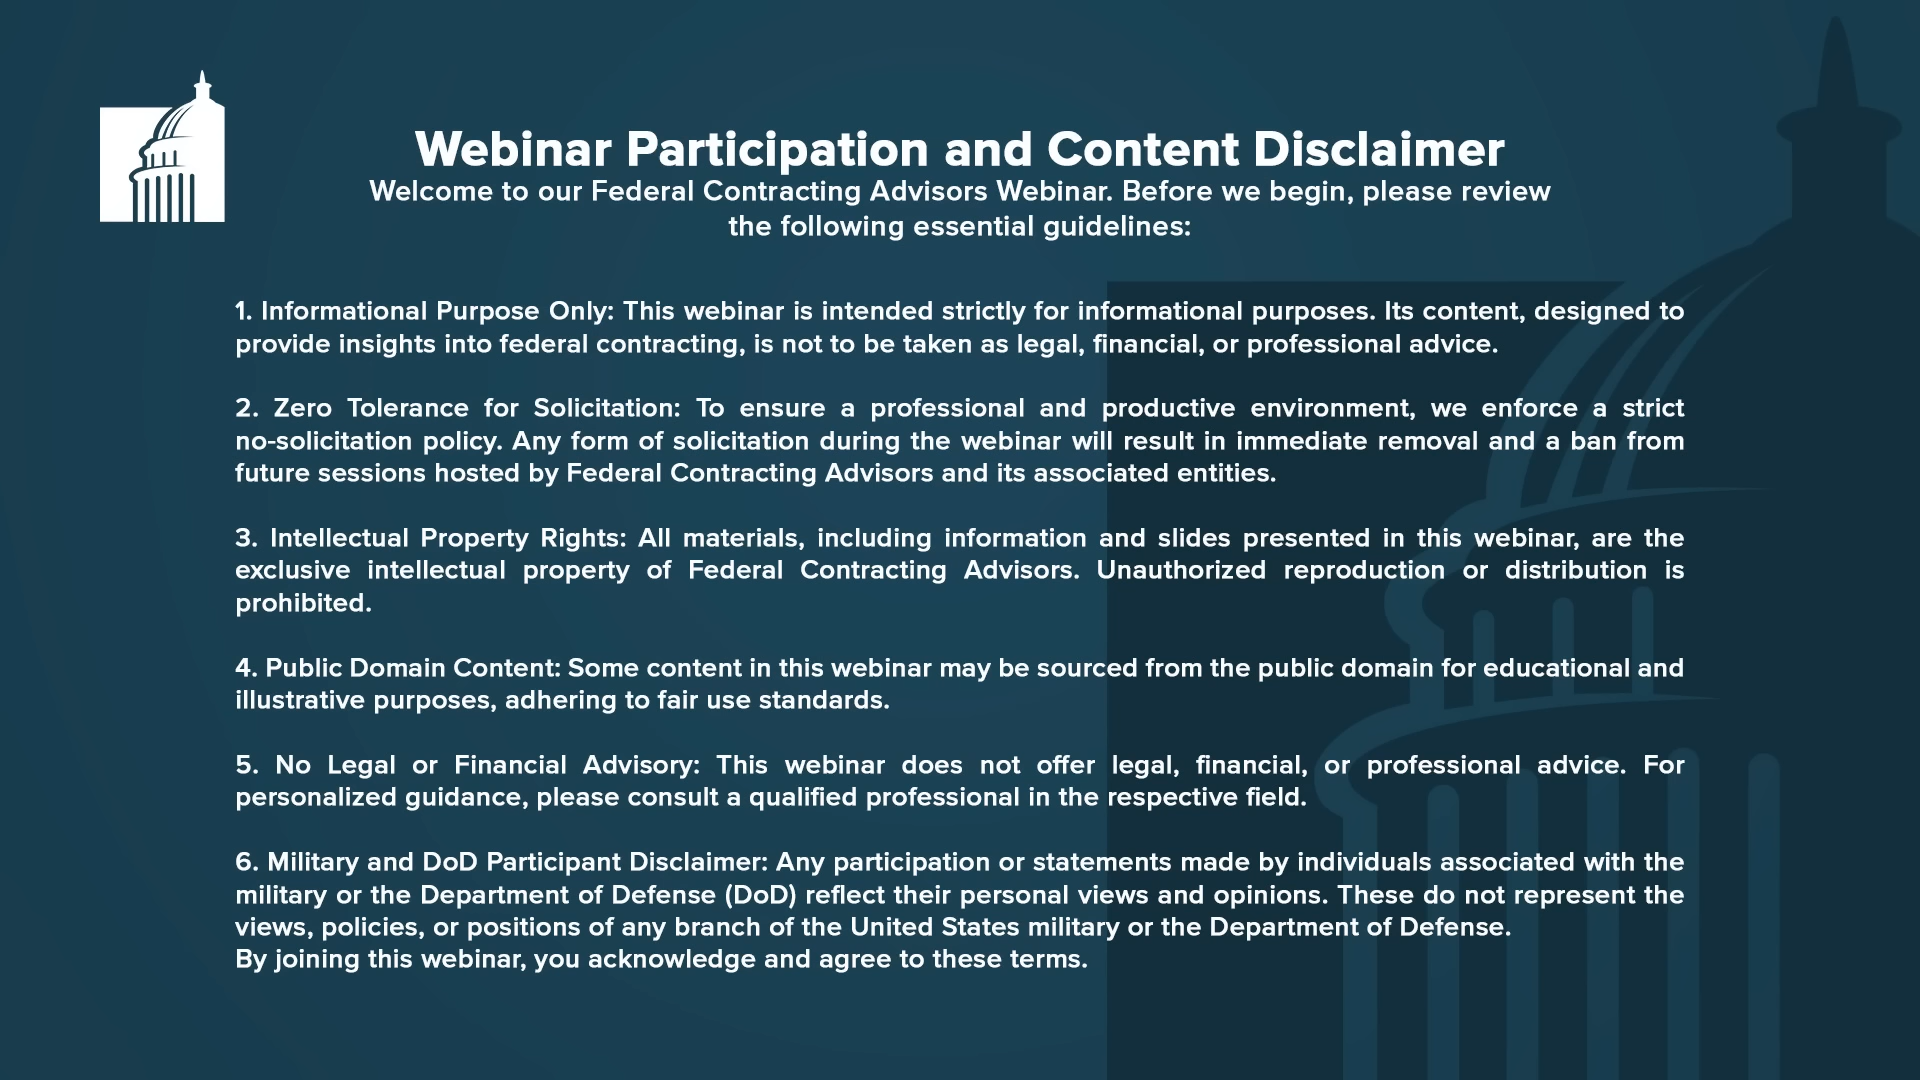 Webinar Participation and Content Disclaimer
Welcome to our Federal Contracting Advisors Webinar. Before we begin, please review
the following essential guidelines:
1. Informational Purpose Only: This webinar is intended strictly for informational purposes. Its content, designed to
provide insights into federal contracting, is not to be taken as legal, financial, or professional advice.
2. Zero Tolerance for Solicitation: To ensure a professional and productive environment, we enforce a strict
no-solicitation policy. Any form of solicitation during the webinar will result in immediate removal and a ban from
future sessions hosted by Federal Contracting Advisors and its associated entities.
3. Intellectual Property Rights: All materials, including information and slides presented in this webinar, are the
exclusive intellectual property of Federal Contracting Advisors. Unauthorized reproduction or distribution is
prohibited.
4. Public Domain Content: Some content in this webinar may be sourced from the public domain for educational and
illustrative purposes, adhering to fair use standards.
5. No Legal or Financial Advisory: This webinar does not offer legal, financial, or professional advice. For
personalized guidance, please consult a qualified professional in the respective field.
6. Military and DoD Participant Disclaimer: Any participation or statements made by individuals associated with the
military or the Department of Defense (DoD) reflect their personal views and opinions. These do not represent the
views, policies, or positions of any branch of the United States military or the Department of Defense.
By joining this webinar, you acknowledge and agree to these terms.